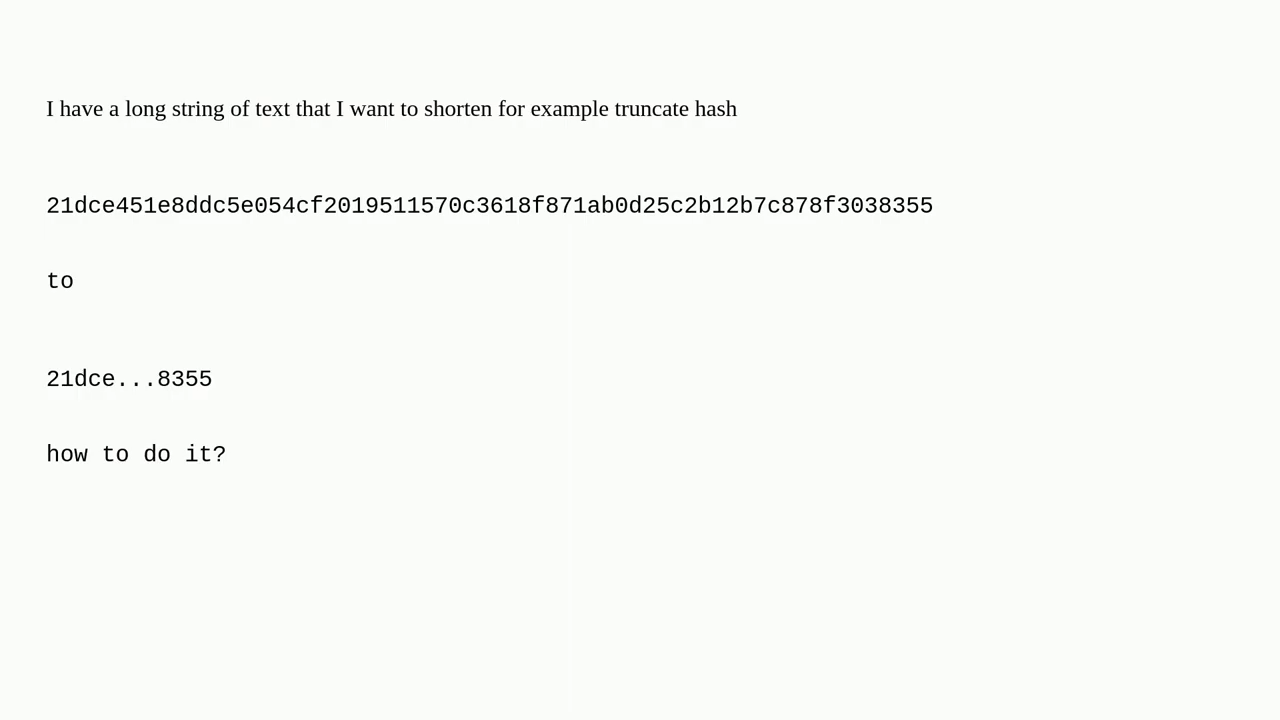 I have a long string of text that I want to shorten for example truncate hash
21dce451e8ddc5e054cf2019511570c3618f871ab0d25c2b12b7c878f3038355
to
21dce...8355
how to do it?